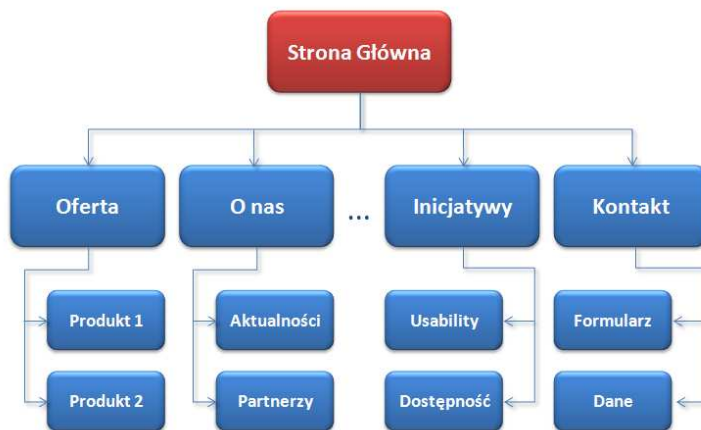 Strona Główna
Oferta
O nas
...
Inicjatywy
Kontakt
Produkt 1
Aktualności
Usability
Formularz
Produkt 2
Partnerzy
Dostępność
Dane